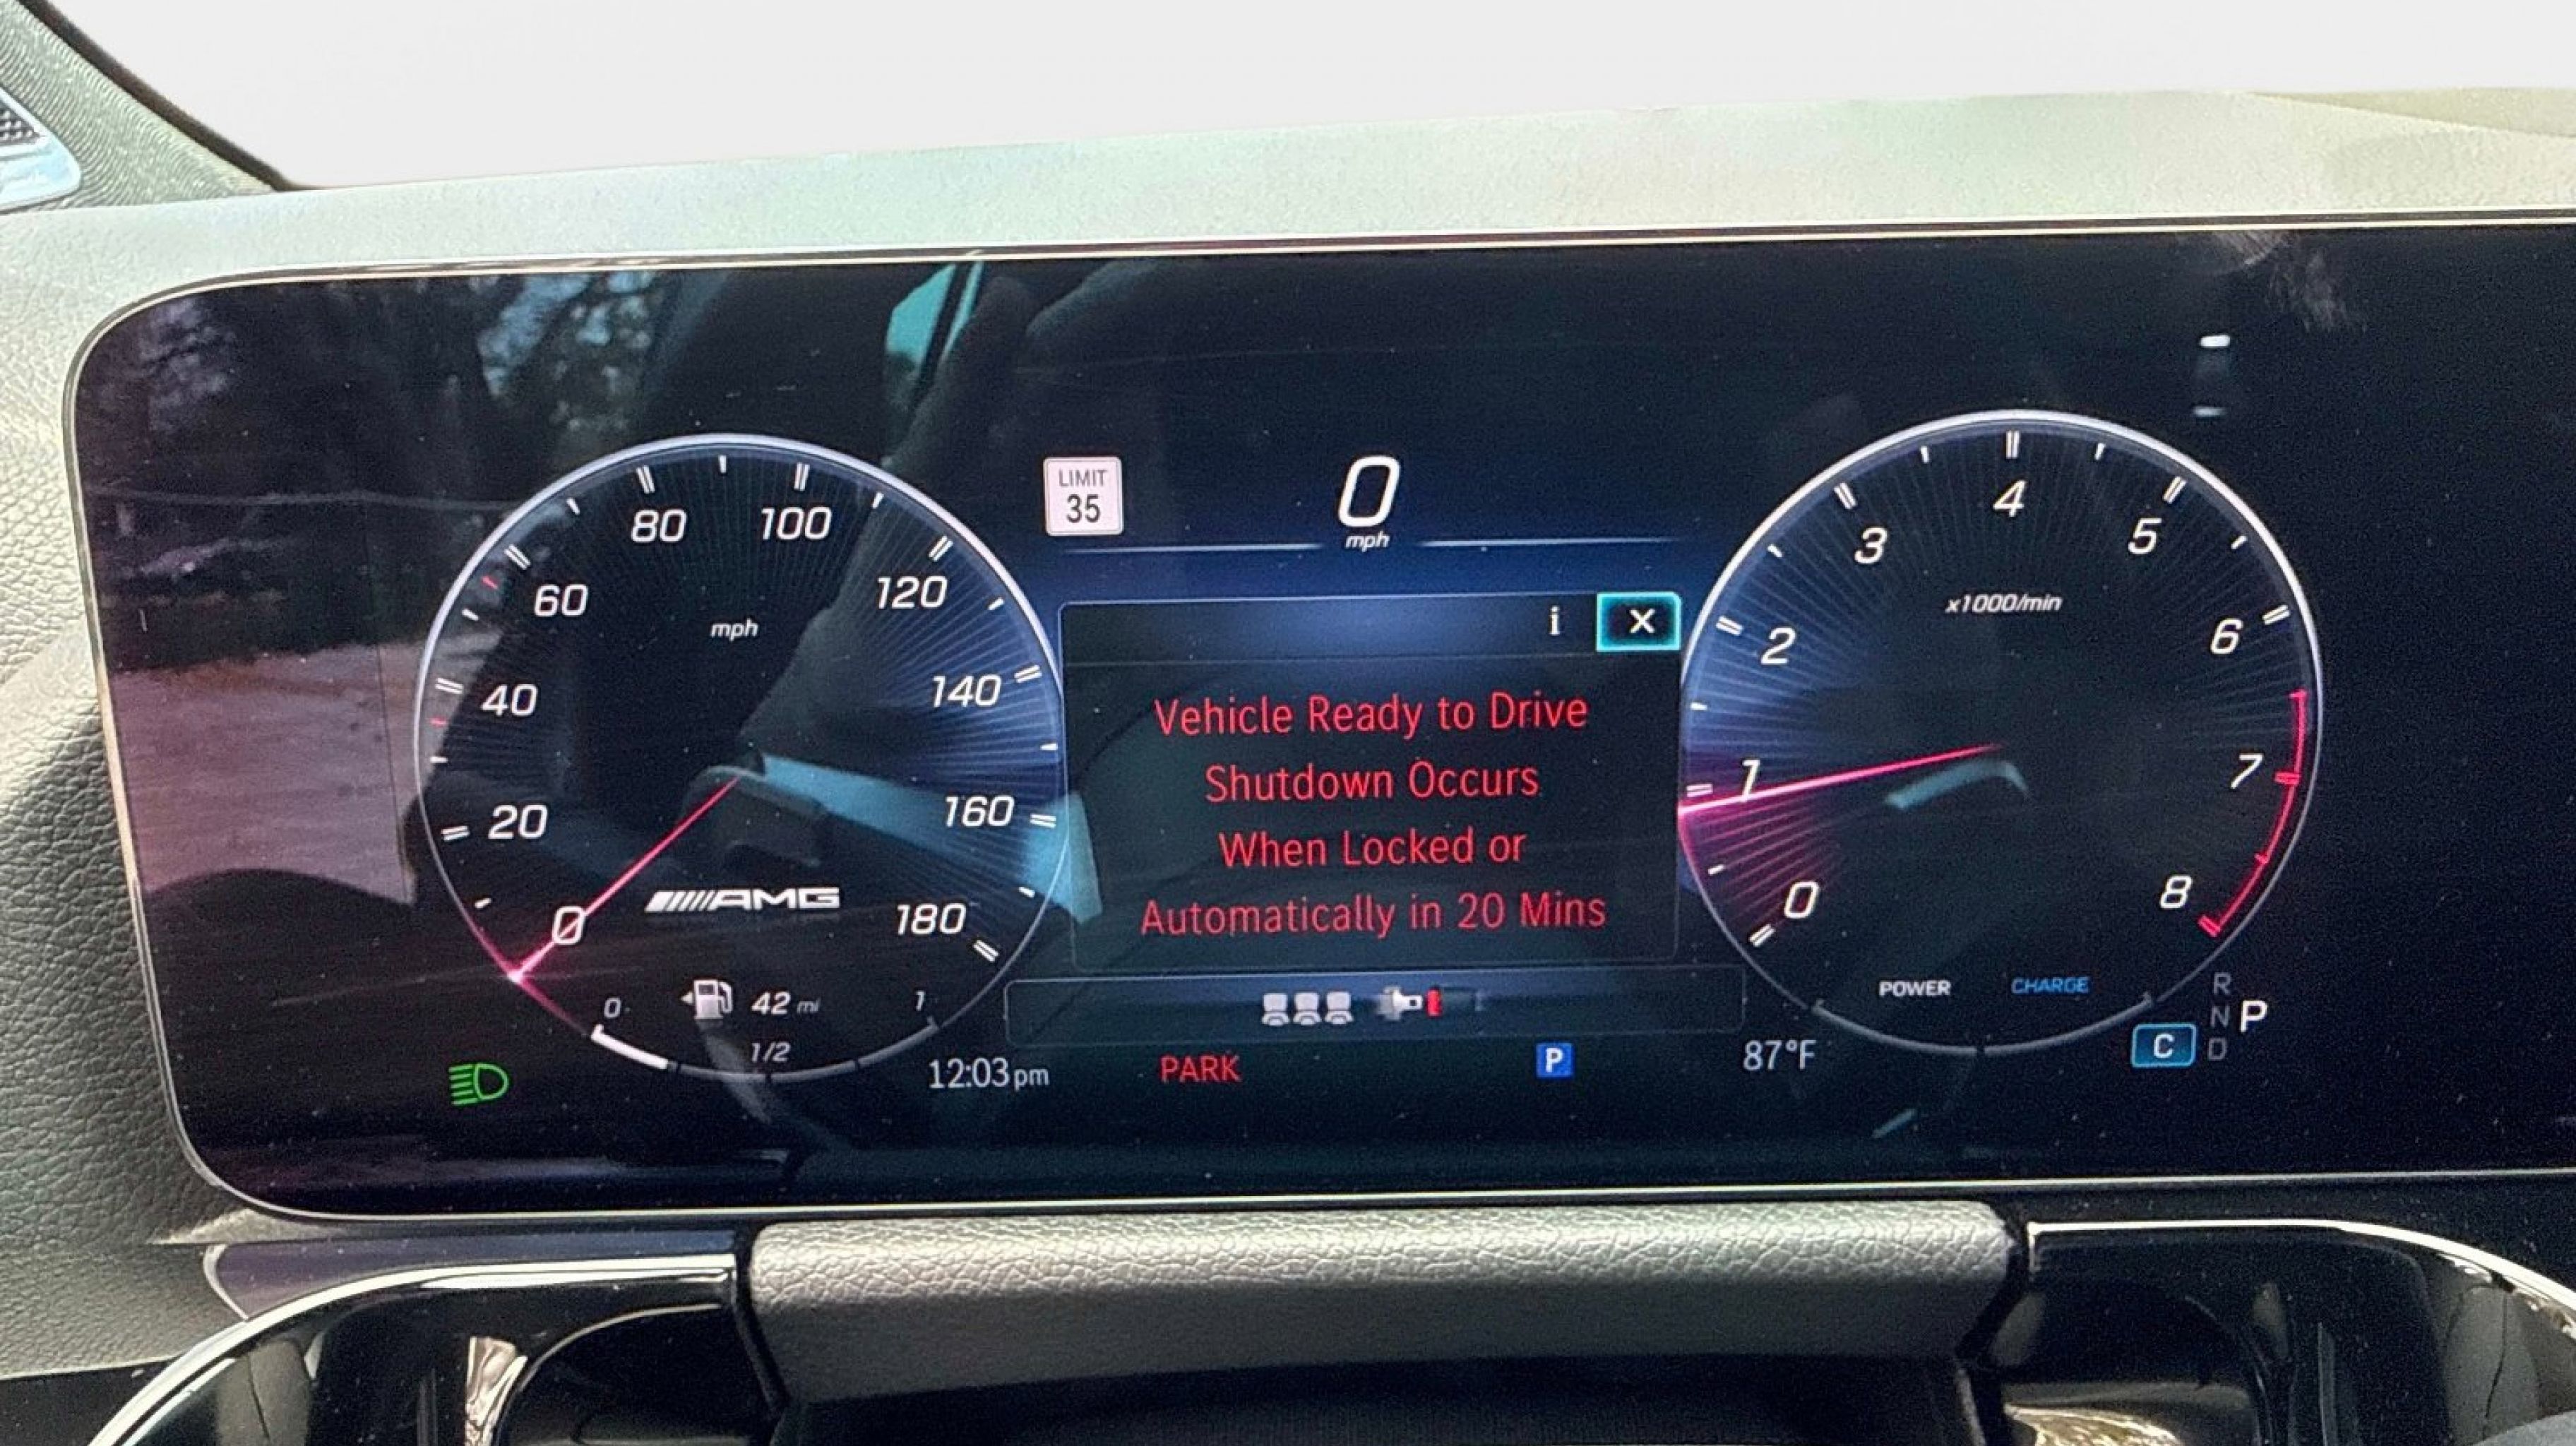 LIMIT
35
0
mph
80
100
60
120
mph
40
140
20
160
AMG
0
180
0
42 mi
1
1/2
i
X
Vehicle Ready to Drive
Shutdown Occurs
When Locked or
Automatically in 20 Mins
4
3
5
x1000/min
2
6
1
7
0
8
POWER
CHARGE
R
N
P
C
D
12:03pm
PARK
P
87°F